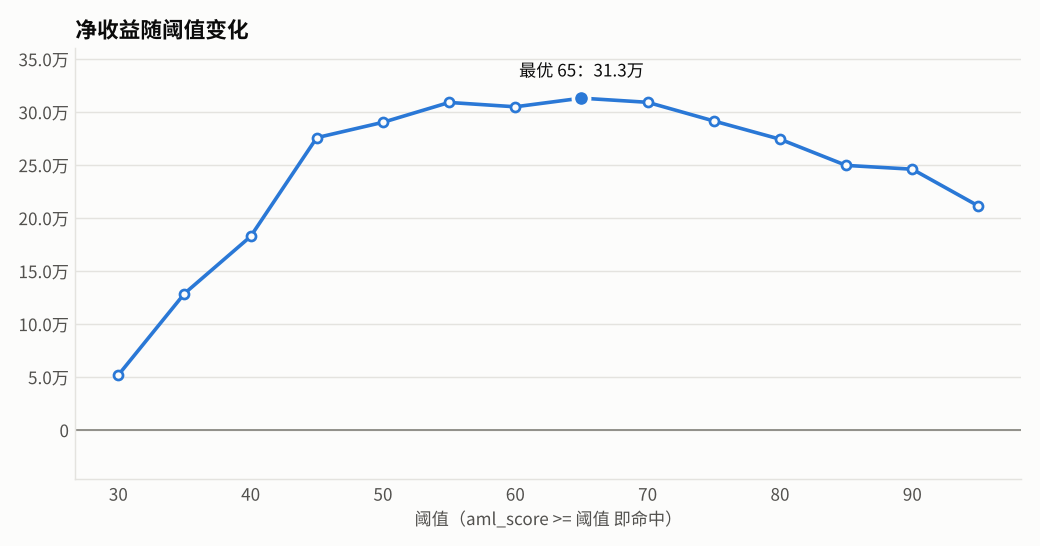 净收益随阈值变化
35.0万
最优 65：31.3万
30.0万
25.0万
20.0万
15.0万
10.0万
5.0万
0
30 40 50 60 70 80 90
阈值（aml_score >= 阈值 即命中）